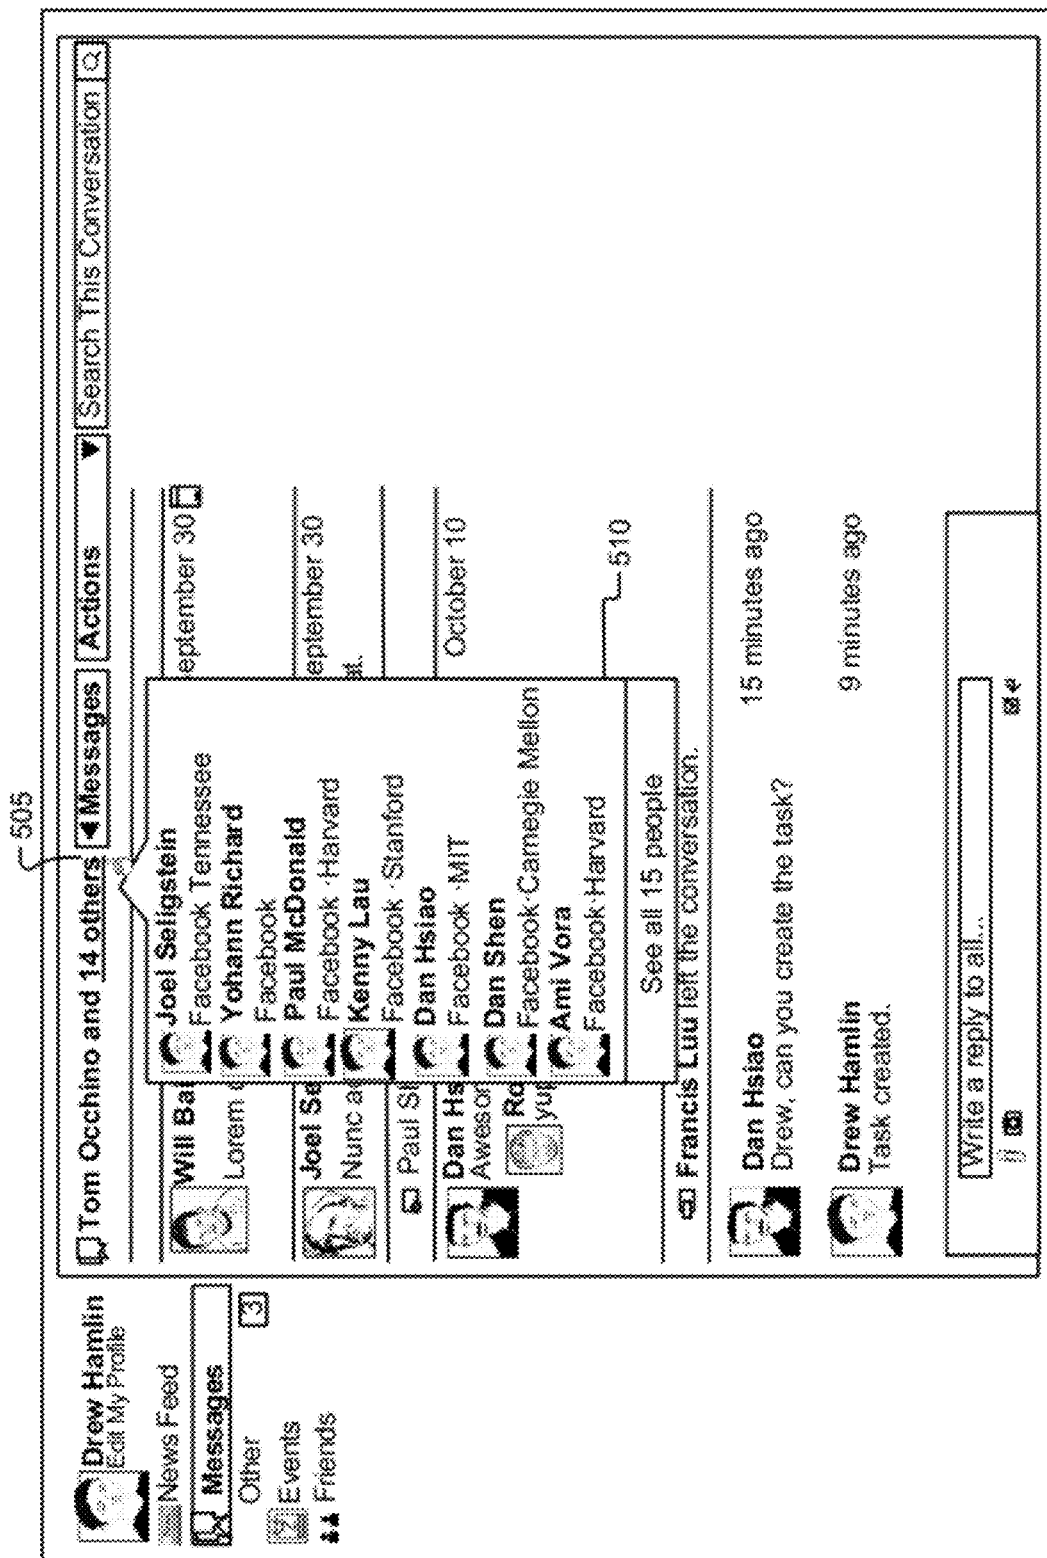 505
Drew Hamlin
Edit My Profile
News Feed
Messages
Other 3
Events
Friends
Tom Occhino and 14 others
Messages
Actions
Search This Conversation
Will Bai
Lorem
eptember 30
Joel Se
Nunc a
eptember 30
at.
Paul S
Dan Hs
Awesor
October 10
Ro
yup
Joel Seligstein
Facebook Tennessee
Yohann Richard
Facebook
Paul McDonald
Facebook · Harvard
Kenny Lau
Facebook · Stanford
Dan Hsiao
Facebook · MIT
Dan Shen
Facebook · Carnegie Mellon
Ami Vora
Facebook · Harvard
510
See all 15 people
Francis Luu left the conversation.
Dan Hsiao 15 minutes ago
Drew, can you create the task?
Drew Hamlin 9 minutes ago
Task created.
Write a reply to all...